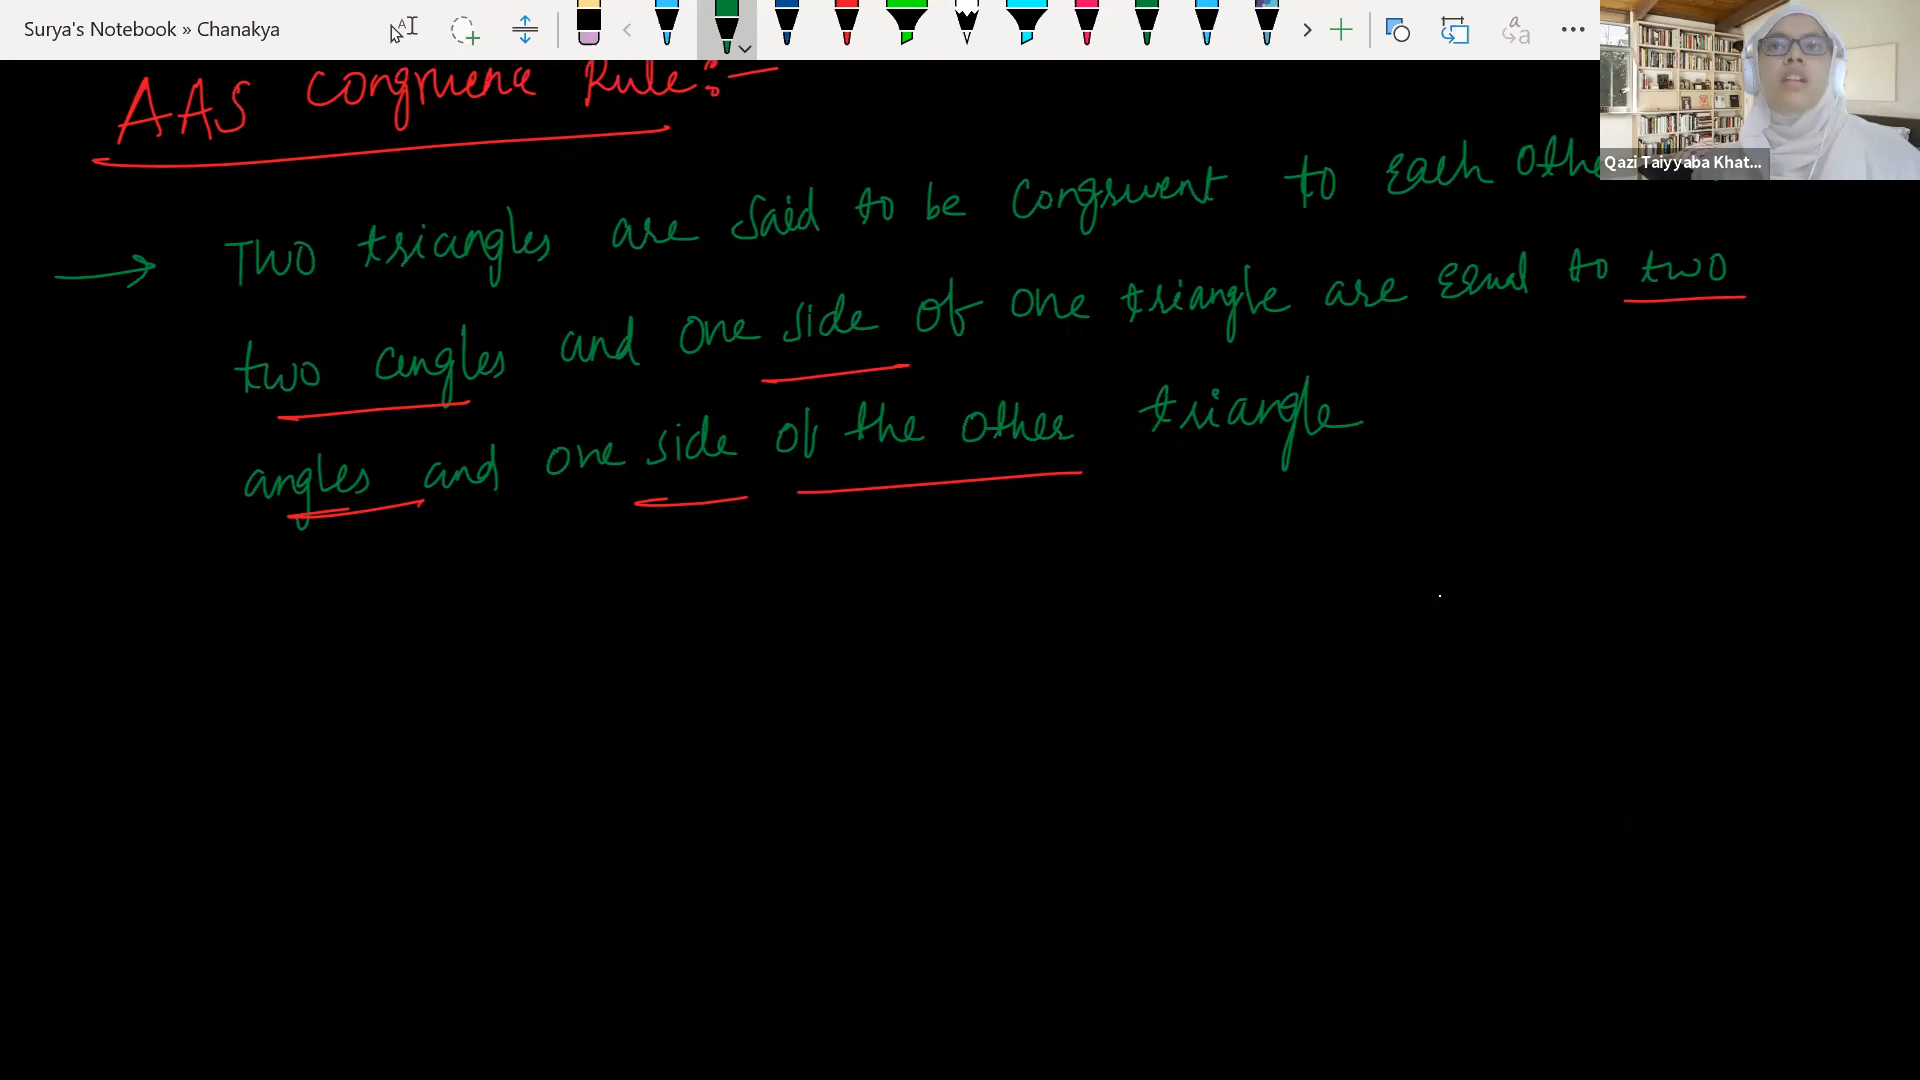 Surya's Notebook » Chanakya
Qazi Taiyyaba Khat...
AAS Congruence Rule:-
→ Two triangles are said to be Congruent to Each Othe
two angles and one side of one triangle are equal to two
angles and one side of the other triangle